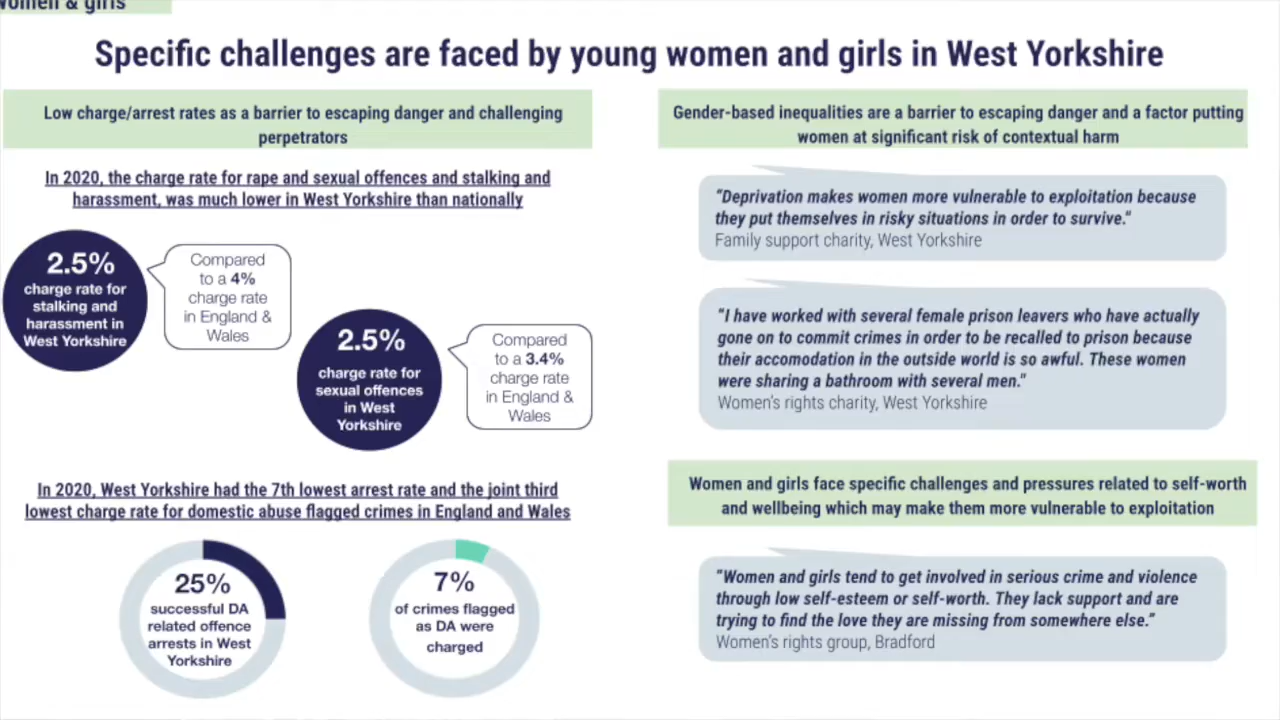 Women & girls
Specific challenges are faced by young women and girls in West Yorkshire
Low charge/arrest rates as a barrier to escaping danger and challenging
perpetrators
In 2020, the charge rate for rape and sexual offences and stalking and
harassment, was much lower in West Yorkshire than nationally
2.5%
charge rate for
stalking and
harassment in
West Yorkshire
Compared
to a 4%
charge rate
in England &
Wales
2.5%
charge rate for
sexual offences
in West
Yorkshire
Compared
to a 3.4%
charge rate
in England &
Wales
In 2020, West Yorkshire had the 7th lowest arrest rate and the joint third
lowest charge rate for domestic abuse flagged crimes in England and Wales
25%
successful DA
related offence
arrests in West
Yorkshire
7%
of crimes flagged
as DA were
charged
Gender-based inequalities are a barrier to escaping danger and a factor putting
women at significant risk of contextual harm
“Deprivation makes women more vulnerable to exploitation because
they put themselves in risky situations in order to survive.”
Family support charity, West Yorkshire
“I have worked with several female prison leavers who have actually
gone on to commit crimes in order to be recalled to prison because
their accomodation in the outside world is so awful. These women
were sharing a bathroom with several men.”
Women’s rights charity, West Yorkshire
Women and girls face specific challenges and pressures related to self-worth
and wellbeing which may make them more vulnerable to exploitation
“Women and girls tend to get involved in serious crime and violence
through low self-esteem or self-worth. They lack support and are
trying to find the love they are missing from somewhere else.”
Women’s rights group, Bradford